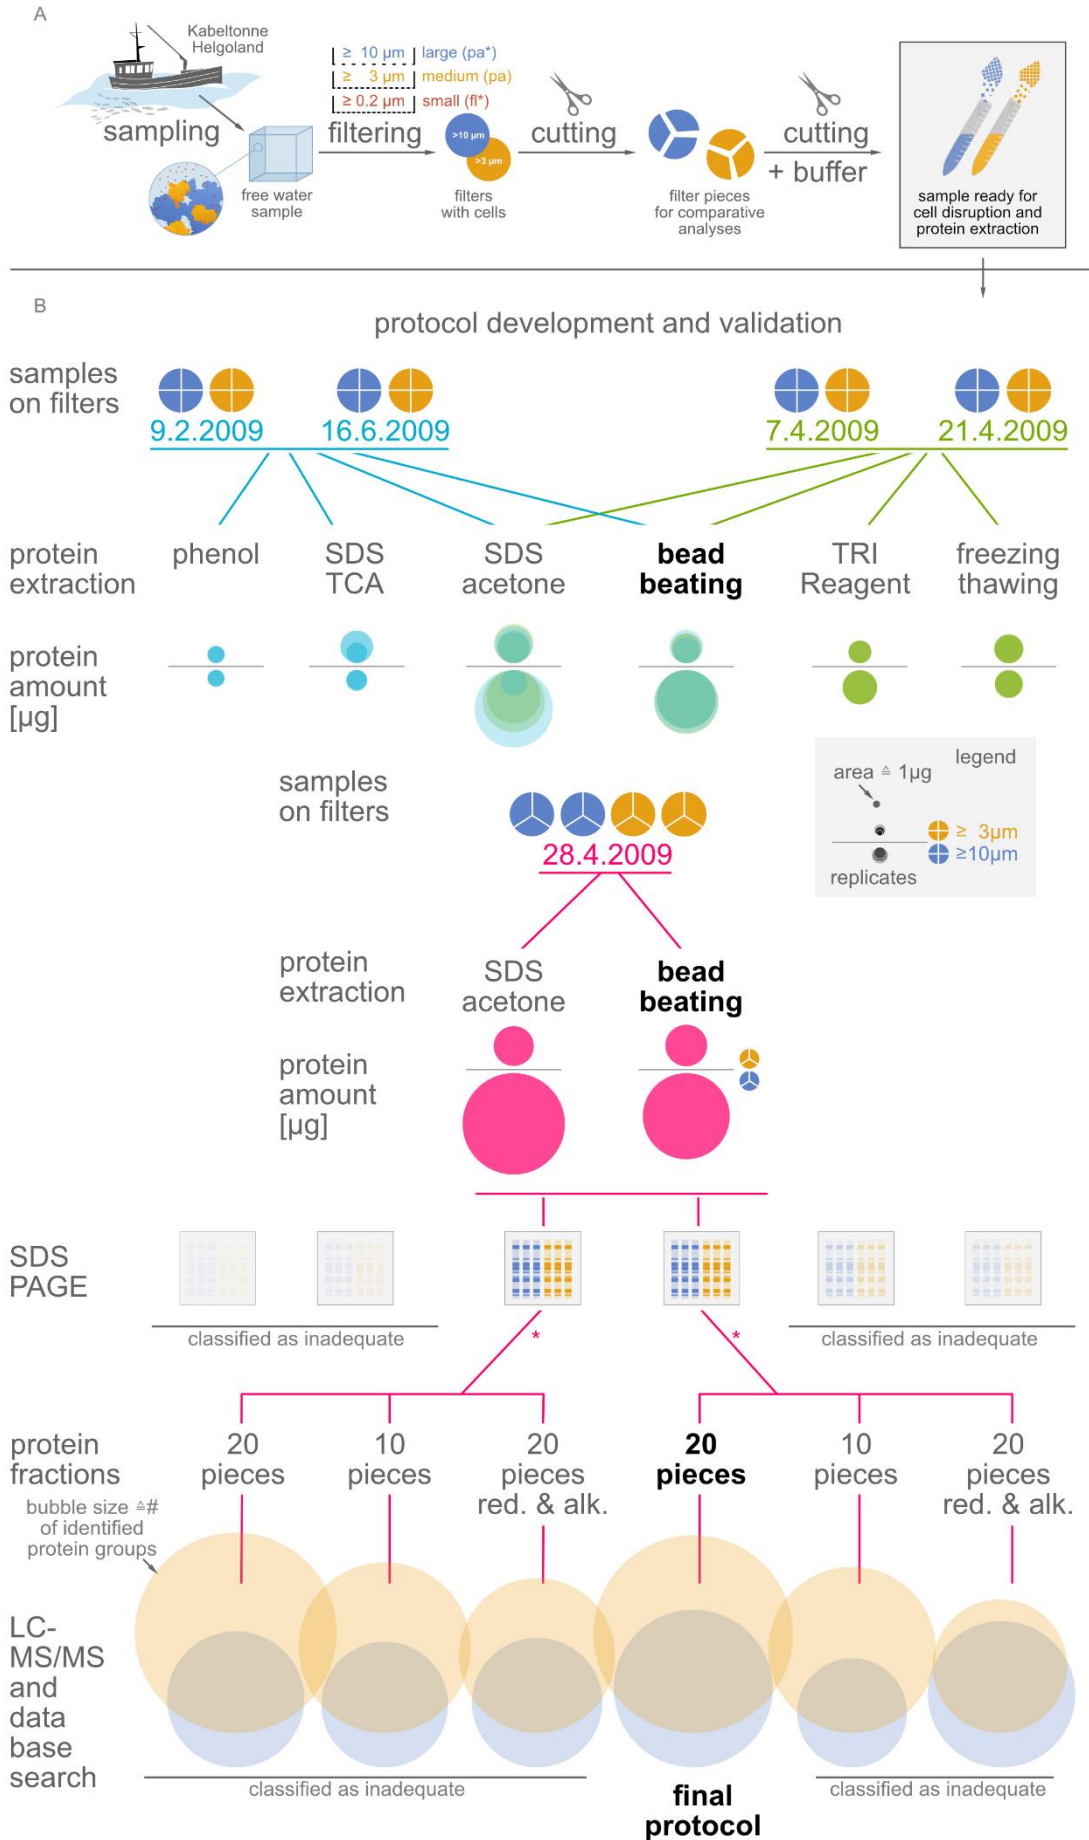 A
Kabeltonne
Helgoland
≥ 10 µm large (pa*)
≥ 3 µm medium (pa)
≥ 0.2 µm small (fl*)
sampling
filtering
cutting
cutting
+ buffer
>10 µm
>3 µm
free water
sample
filters
with cells
filter pieces
for comparative
analyses
sample ready for
cell disruption and
protein extraction
B
protocol development and validation
samples
on filters
9.2.2009 16.6.2009 7.4.2009 21.4.2009
protein
extraction
phenol
SDS
TCA
SDS
acetone
bead
beating
TRI
Reagent
freezing
thawing
protein
amount
[µg]
legend
area ≙ 1µg
≥ 3µm
≥10µm
replicates
samples
on filters
28.4.2009
protein
extraction
SDS
acetone
bead
beating
protein
amount
[µg]
SDS
PAGE
classified as inadequate
classified as inadequate
*
*
protein
fractions
20
pieces
10
pieces
20
pieces
red. & alk.
20
pieces
10
pieces
20
pieces
red. & alk.
bubble size ≙#
of identified
protein groups
LC-
MS/MS
and
data
base
search
classified as inadequate
final
protocol
classified as inadequate